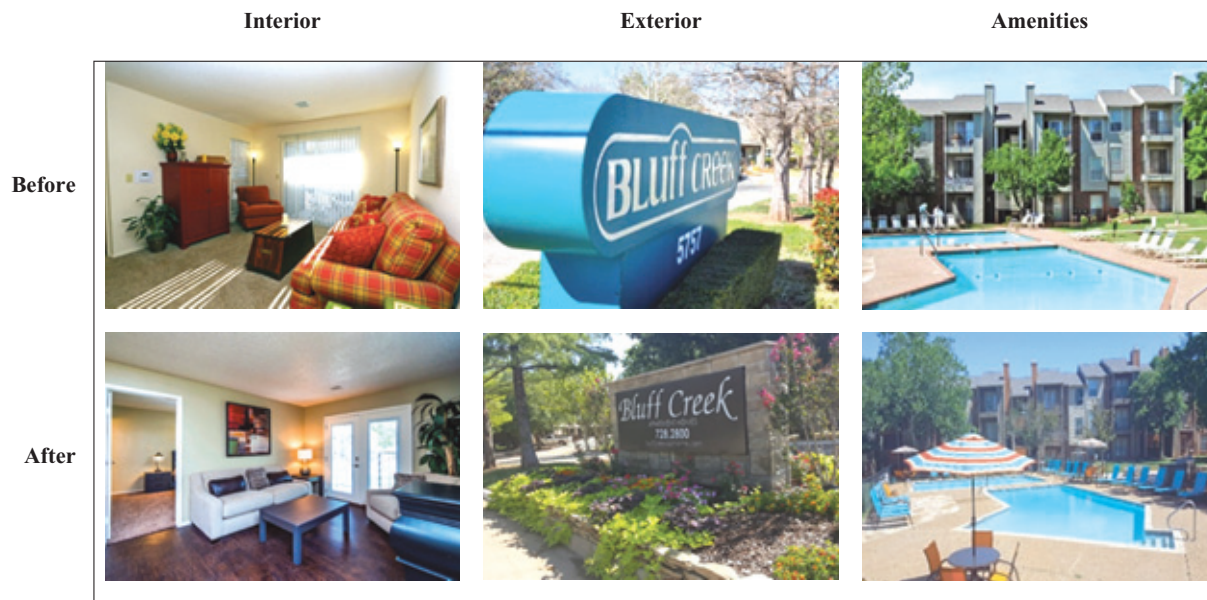 Interior Exterior Amenities
Before
BLuff CREEK
5757
After
Bluff Creek
728.2800